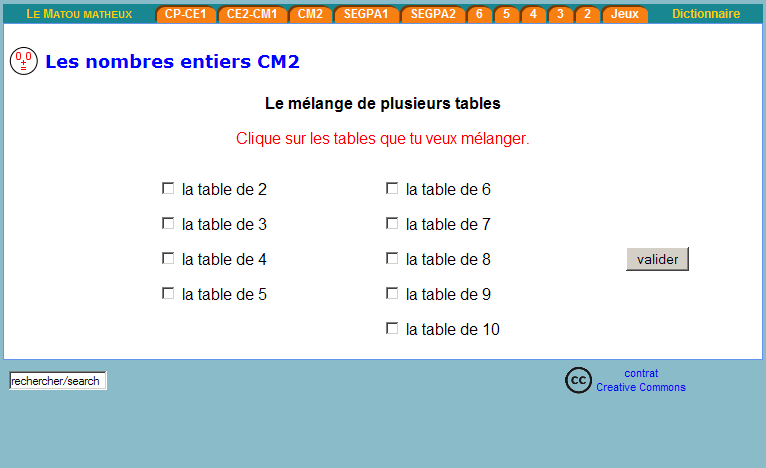 LE MATOU MATHEUX CP-CE1 CE2-CM1 CM2 SEGPA1 SEGPA2 6 5 4 3 2 Jeux Dictionnaire
0 0
+
=
Les nombres entiers CM2
Le mélange de plusieurs tables
Clique sur les tables que tu veux mélanger.
la table de 2 la table de 6
la table de 3 la table de 7
la table de 4 la table de 8 valider
la table de 5 la table de 9
la table de 10
rechercher/search
cc
contrat
Creative Commons